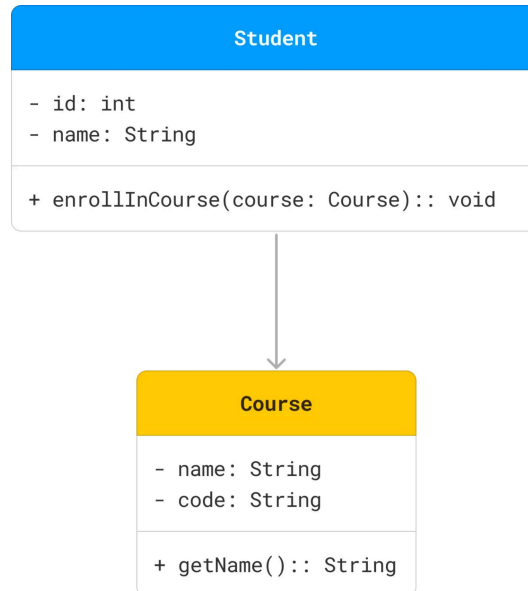 Student
- id: int
- name: String
+ enrollInCourse(course: Course):: void
Course
- name: String
- code: String
+ getName():: String